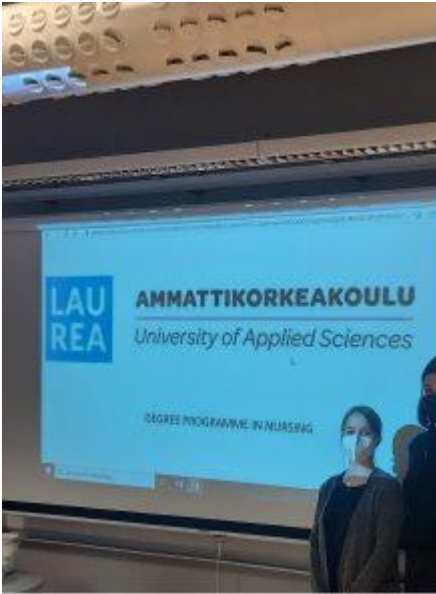 LAU
REA
AMMATTIKORKEAKOULU
University of Applied Sciences
DEGREE PROGRAMME IN NURSING